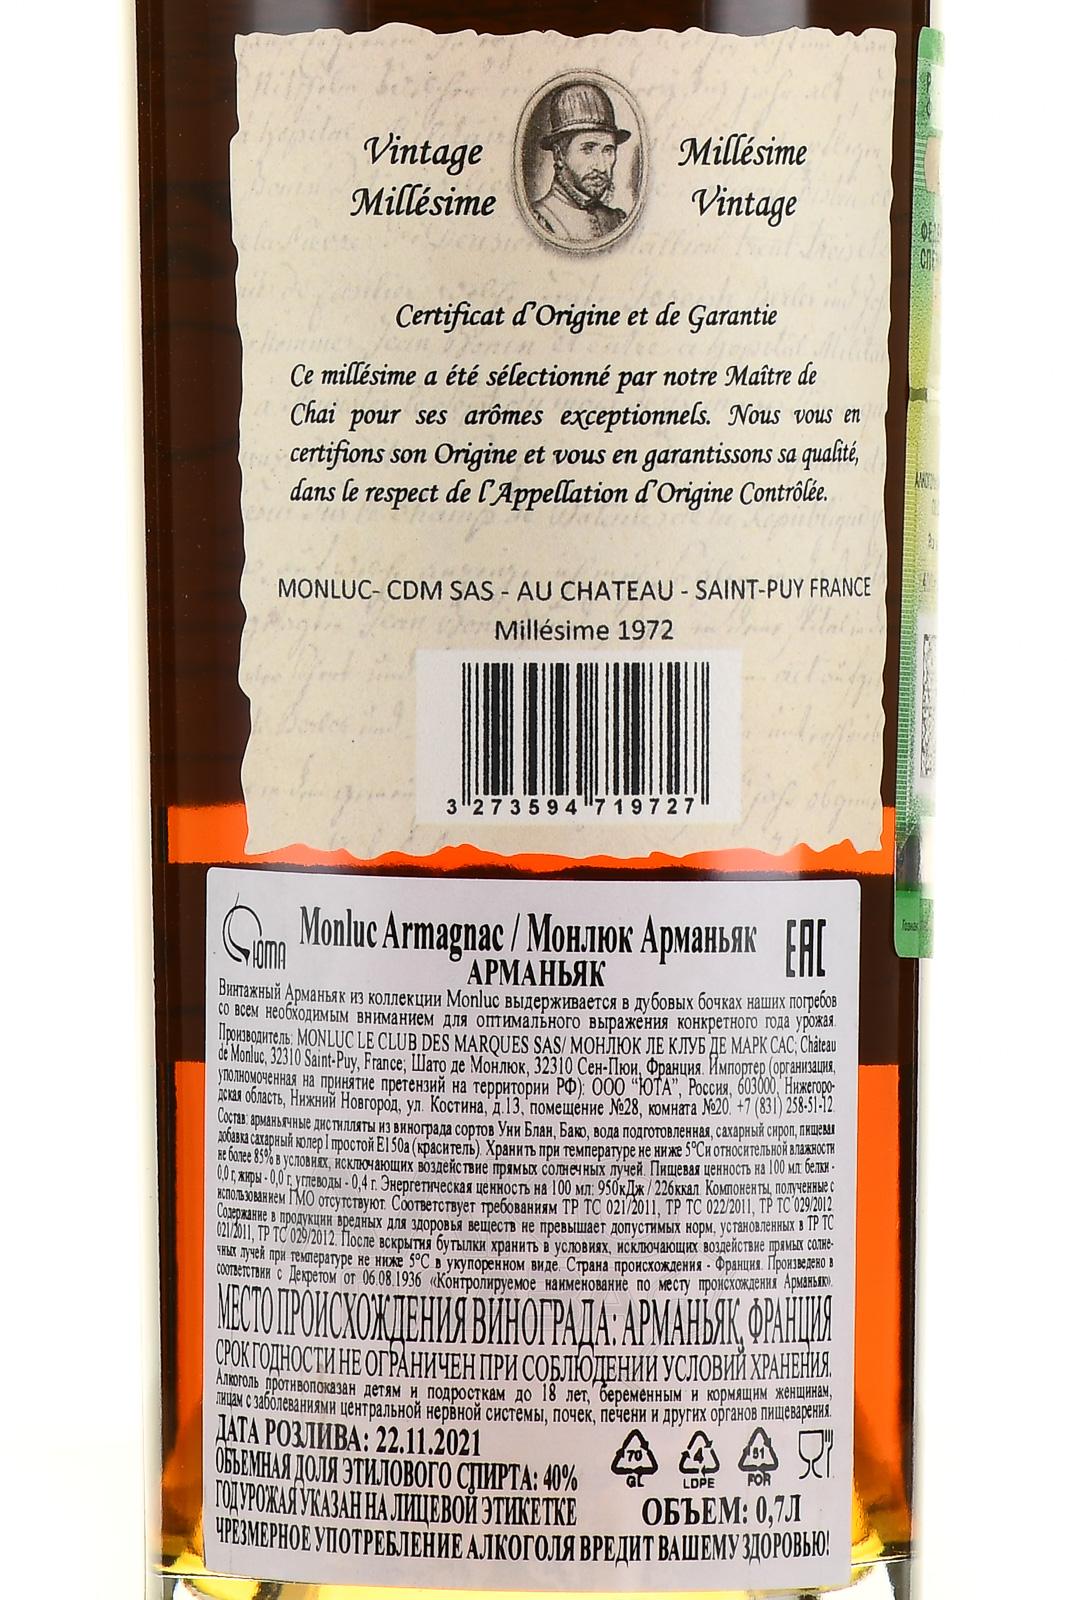 Vintage Millésime
Millésime Vintage
Certificat d'Origine et de Garantie
Ce millésime a été sélectionné par notre Maître de
Chai pour ses arômes exceptionnels. Nous vous en
certifions son Origine et vous en garantissons sa qualité,
dans le respect de l'Appellation d'Origine Contrôlée.
MONLUC- CDM SAS - AU CHATEAU - SAINT-PUY FRANCE
Millésime 1972
3 273594 719727
ЮТА
Monluc Armagnac / Монлюк Арманьяк
EAC
АРМАНЬЯК
Винтажный Арманьяк из коллекции Monluc выдерживается в дубовых бочках наших погребов
со всем необходимым вниманием для оптимального выражения конкретного года урожая.
Производитель: MONLUC LE CLUB DES MARQUES SAS/ МОНЛЮК ЛЕ КЛУБ ДЕ МАРК САС; Château
de Monluc, 32310 Saint-Puy, France; Шато де Монлюк, 32310 Сен-Пюи, Франция. Импортер (организация,
уполномоченная на принятие претензий на территории РФ): ООО "ЮТА", Россия, 603000, Нижегоро-
дская область, Нижний Новгород, ул. Костина, д.13, помещение №28, комната №20. +7 (831) 258-51-12.
Состав: арманьячные дистилляты из винограда сортов Уни Блан, Бако, вода подготовленная, сахарный сироп, пищевая
добавка сахарный колер I простой Е150а (краситель). Хранить при температуре не ниже 5°С и относительной влажности
не более 85% в условиях, исключающих воздействие прямых солнечных лучей. Пищевая ценность на 100 мл: белки -
0,0 г, жиры - 0,0 г, углеводы - 0,4 г. Энергетическая ценность на 100 мл: 950кДж / 226ккал. Компоненты, полученные с
использованием ГМО отсутствуют. Соответствует требованиям ТР ТС 021/2011, ТР ТС 022/2011, ТР ТС 029/2012.
Содержание в продукции вредных для здоровья веществ не превышает допустимых норм, установленных в ТР ТС
021/2011, ТР ТС 029/2012. После вскрытия бутылки хранить в условиях, исключающих воздействие прямых солне-
чных лучей при температуре не ниже 5°С в укупоренном виде. Страна происхождения - Франция. Произведено в
соответствии с Декретом от 06.08.1936 «Контролируемое наименование по месту происхождения Арманьяк».
МЕСТО ПРОИСХОЖДЕНИЯ ВИНОГРАДА: АРМАНЬЯК, ФРАНЦИЯ
СРОК ГОДНОСТИ НЕ ОГРАНИЧЕН ПРИ СОБЛЮДЕНИИ УСЛОВИЙ ХРАНЕНИЯ.
Алкоголь противопоказан детям и подросткам до 18 лет, беременным и кормящим женщинам,
лицам с заболеваниями центральной нервной системы, почек, печени и других органов пищеварения.
ДАТА РОЗЛИВА: 22.11.2021
ОБЪЕМНАЯ ДОЛЯ ЭТИЛОВОГО СПИРТА: 40%
70 4 81
GL LDPE FOR
ГОД УРОЖАЯ УКАЗАН НА ЛИЦЕВОЙ ЭТИКЕТКЕ
ОБЪЕМ: 0,7Л
ЧРЕЗМЕРНОЕ УПОТРЕБЛЕНИЕ АЛКОГОЛЯ ВРЕДИТ ВАШЕМУ ЗДОРОВЬЮ!